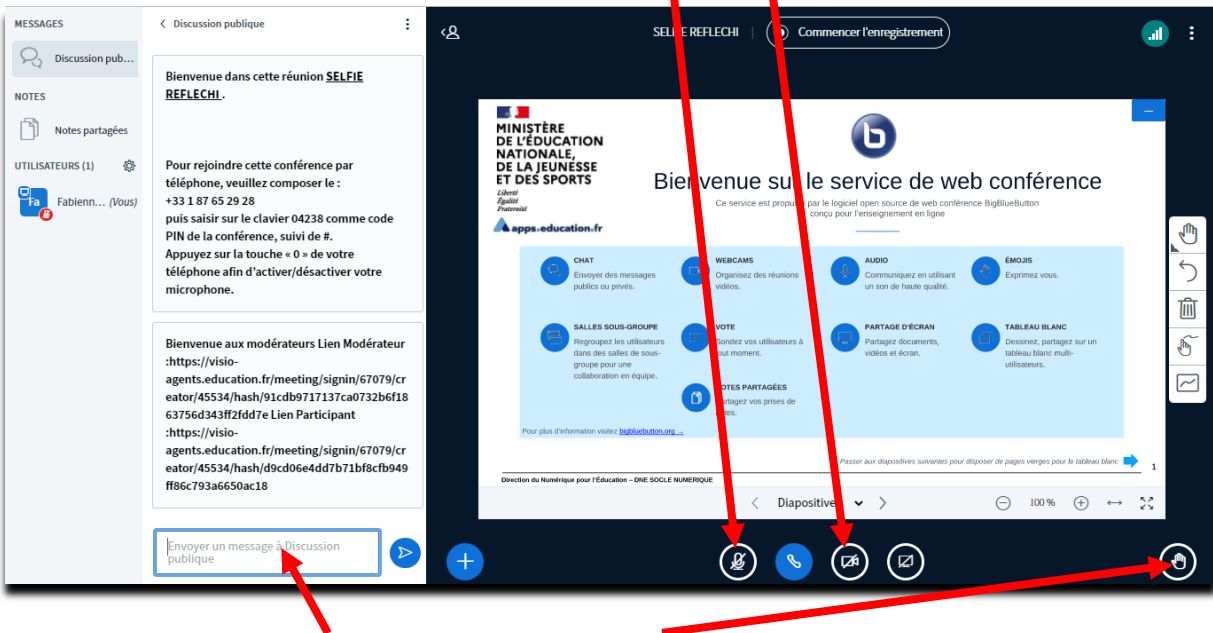 MESSAGES
Discussion pub...
NOTES
Notes partagées
UTILISATEURS (1)
Fa
Fabienn... (Vous)
Discussion publique
Bienvenue dans cette réunion SELFIE
REFLECHI .
Pour rejoindre cette conférence par
téléphone, veuillez composer le :
+33 1 87 65 29 28
puis saisir sur le clavier 04238 comme code
PIN de la conférence, suivi de #.
Appuyez sur la touche « 0 » de votre
téléphone afin d'activer/désactiver votre
microphone.
Bienvenue aux modérateurs Lien Modérateur
:https://visio-
agents.education.fr/meeting/signin/67079/cr
eator/45534/hash/91cdb9717137ca0732b6f18
63756d343ff2fdd7e Lien Participant
:https://visio-
agents.education.fr/meeting/signin/67079/cr
eator/45534/hash/d9cd06e4dd7b71bf8cfb949
ff86c793a6650ac18
Envoyer un message à Discussion
publique
SELFIE REFLECHI
Commencer l'enregistrement
MINISTÈRE
DE L'ÉDUCATION
NATIONALE,
DE LA JEUNESSE
ET DES SPORTS
Liberté
Égalité
Fraternité
apps.education.fr
Bienvenue sur le service de web conférence
Ce service est propulsé par le logiciel open source de web conférence BigBlueButton
conçu pour l'enseignement en ligne
CHAT
Envoyer des messages
publics ou privés.
WEBCAMS
Organisez des réunions
vidéos.
AUDIO
Communiquez en utilisant
un son de haute qualité.
ÉMOJIS
Exprimez vous.
SALLES SOUS-GROUPE
Regroupez les utilisateurs
dans des salles de sous-
groupe pour une
collaboration en équipe.
VOTE
Sondez vos utilisateurs à
tout moment.
PARTAGE D'ÉCRAN
Partagez documents,
vidéos et écran.
TABLEAU BLANC
Dessinez, partagez sur un
tableau blanc multi-
utilisateurs.
NOTES PARTAGÉES
Partagez vos prises de
notes.
Pour plus d'information visitez bigbluebutton.org →
Passer aux diapositives suivantes pour disposer de pages vierges pour le tableau blanc
1
Direction du Numérique pour l'Éducation – DNE SOCLE NUMERIQUE
Diapositive
100 %